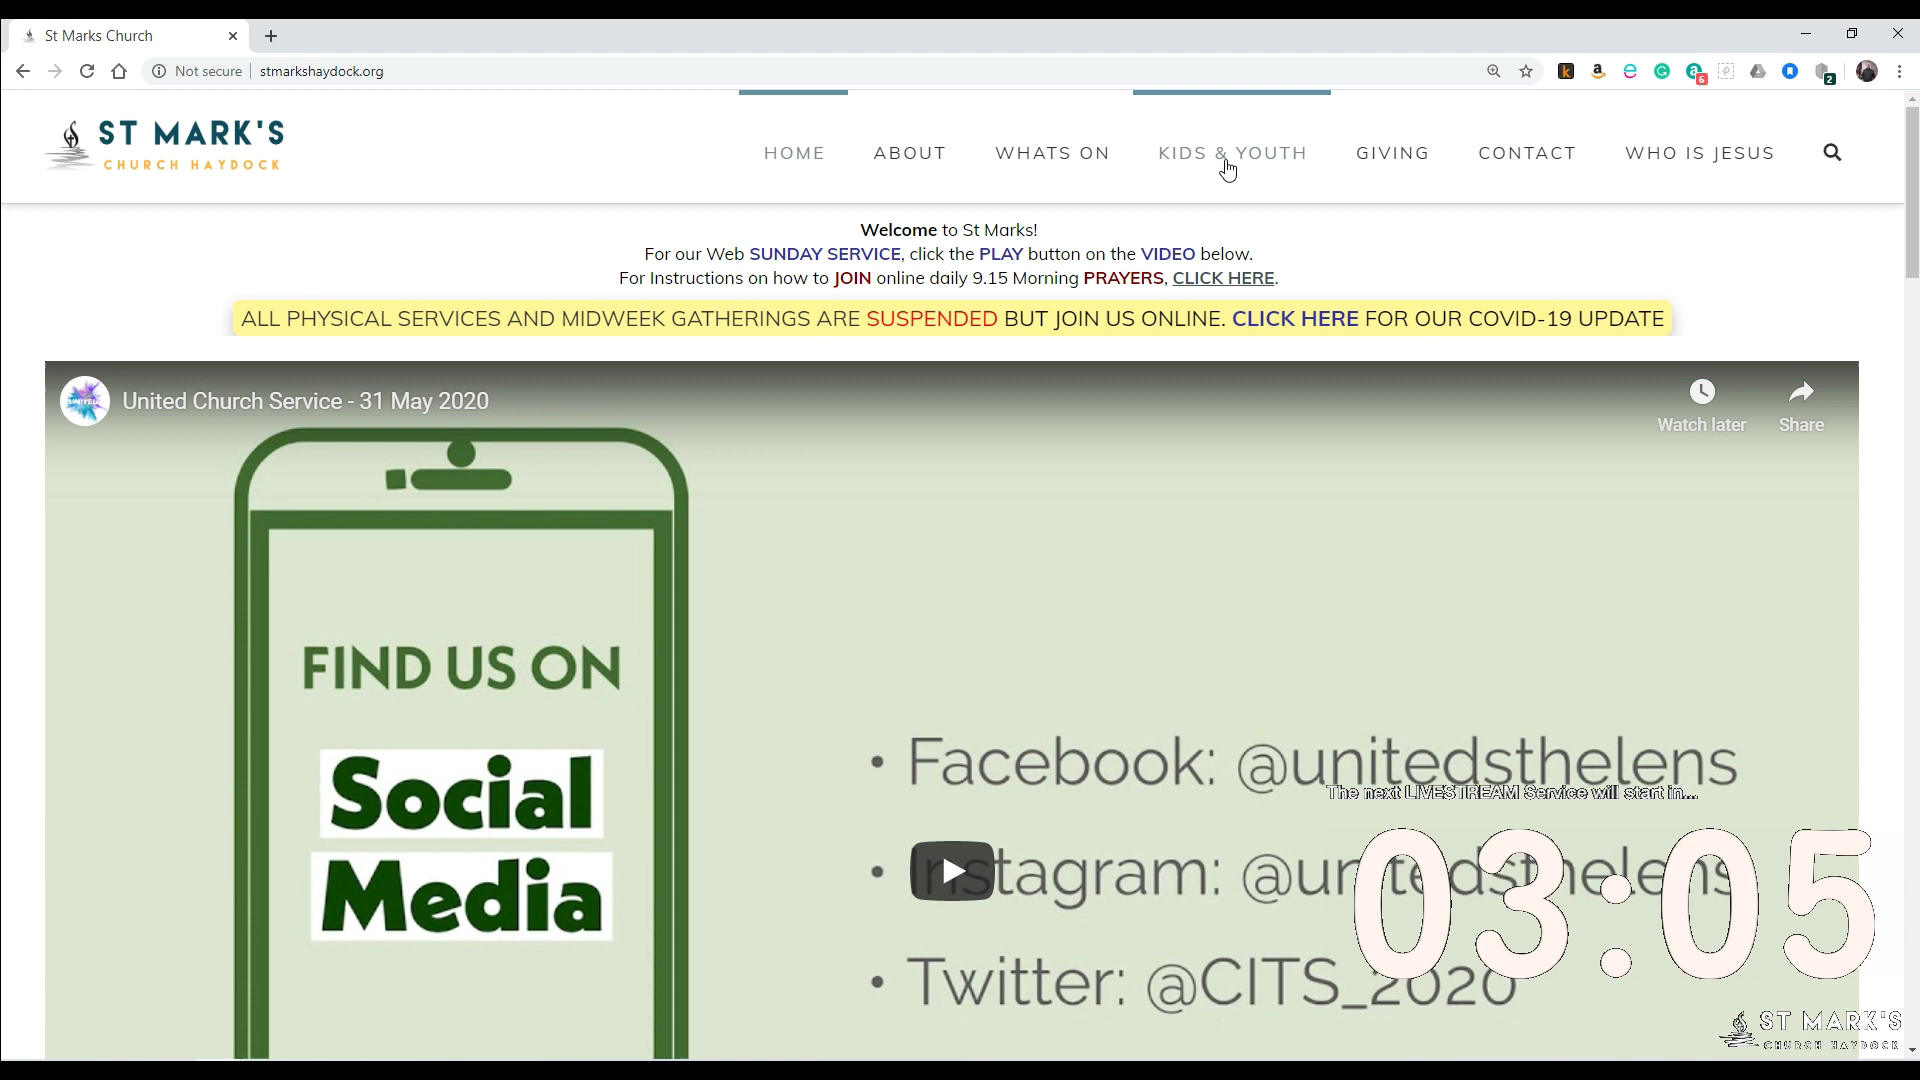 St Marks Church
Not secure
stmarkshaydock.org
k
a
6
2
ST MARK'S
CHURCH HAYDOCK
HOME
ABOUT
WHATS ON
KIDS & YOUTH
GIVING
CONTACT
WHO IS JESUS
Welcome to St Marks!
For our Web SUNDAY SERVICE, click the PLAY button on the VIDEO below.
For Instructions on how to JOIN online daily 9.15 Morning PRAYERS, CLICK HERE.
ALL PHYSICAL SERVICES AND MIDWEEK GATHERINGS ARE SUSPENDED BUT JOIN US ONLINE. CLICK HERE FOR OUR COVID-19 UPDATE
UNITED
United Church Service - 31 May 2020
Watch later
Share
FIND US ON
Social
Media
• Facebook: @unitedsthelens
The next LIVESTREAM Service will start in...
• Instagram: @unitedsthelens
03:05
• Twitter: @CITS_2020
ST MARK'S
CHURCH HAYDOCK